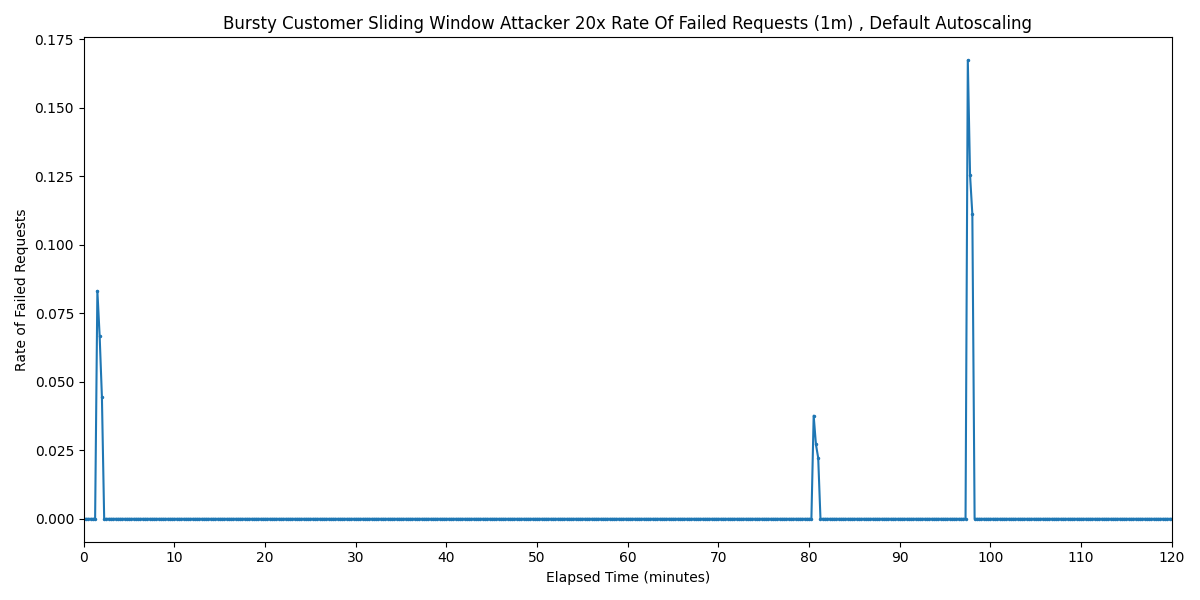 Bursty Customer Sliding Window Attacker 20x Rate Of Failed Requests (1m) , Default Autoscaling
0.175
0.150
0.125
0.100
0.075
0.050
0.025
0.000
Rate of Failed Requests
0 10 20 30 40 50 60 70 80 90 100 110 120
Elapsed Time (minutes)